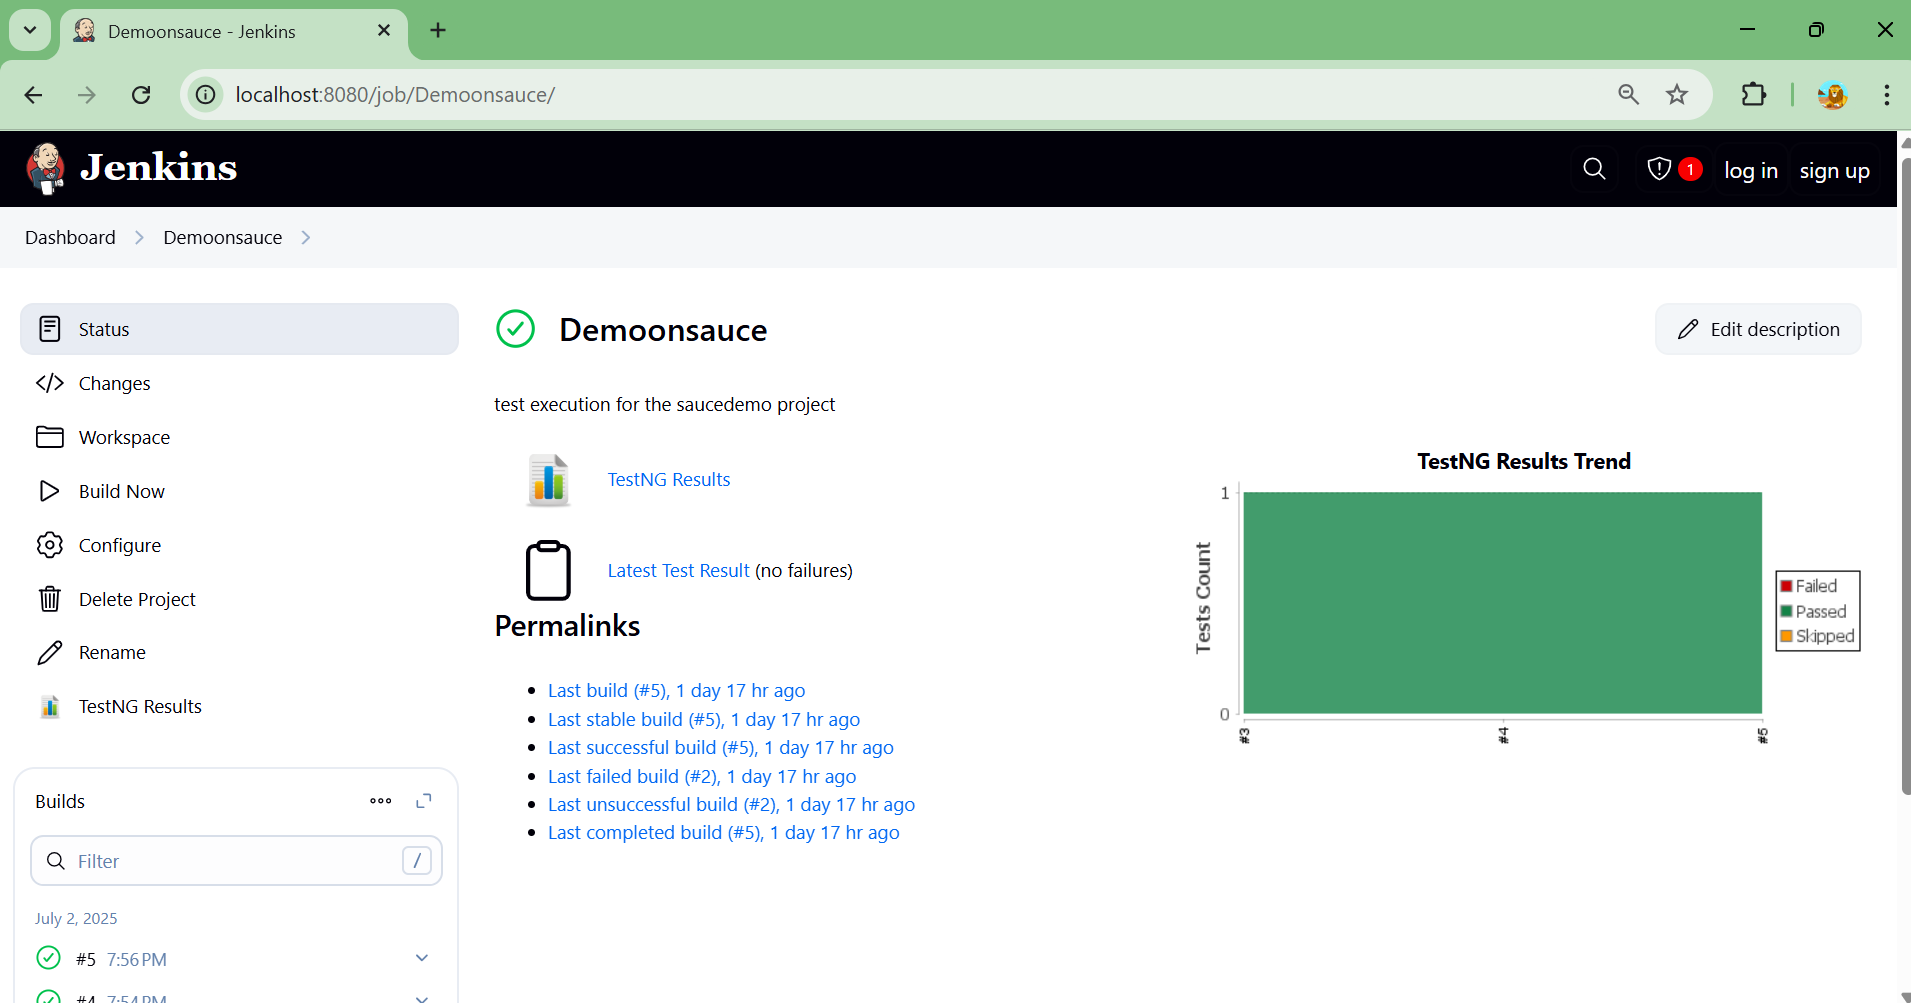 Demoonsauce - Jenkins
localhost:8080/job/Demoonsauce/
Jenkins
1
log in
sign up
Dashboard
Demoonsauce
Status
Changes
Workspace
Build Now
Configure
Delete Project
Rename
TestNG Results
Builds
Filter
/
July 2, 2025
#5 7:56 PM
#4 7:54 PM
Demoonsauce
Edit description
test execution for the saucedemo project
TestNG Results
Latest Test Result (no failures)
Permalinks
Last build (#5), 1 day 17 hr ago
Last stable build (#5), 1 day 17 hr ago
Last successful build (#5), 1 day 17 hr ago
Last failed build (#2), 1 day 17 hr ago
Last unsuccessful build (#2), 1 day 17 hr ago
Last completed build (#5), 1 day 17 hr ago
TestNG Results Trend
1
Tests Count
0
#3
#4
#5
Failed
Passed
Skipped